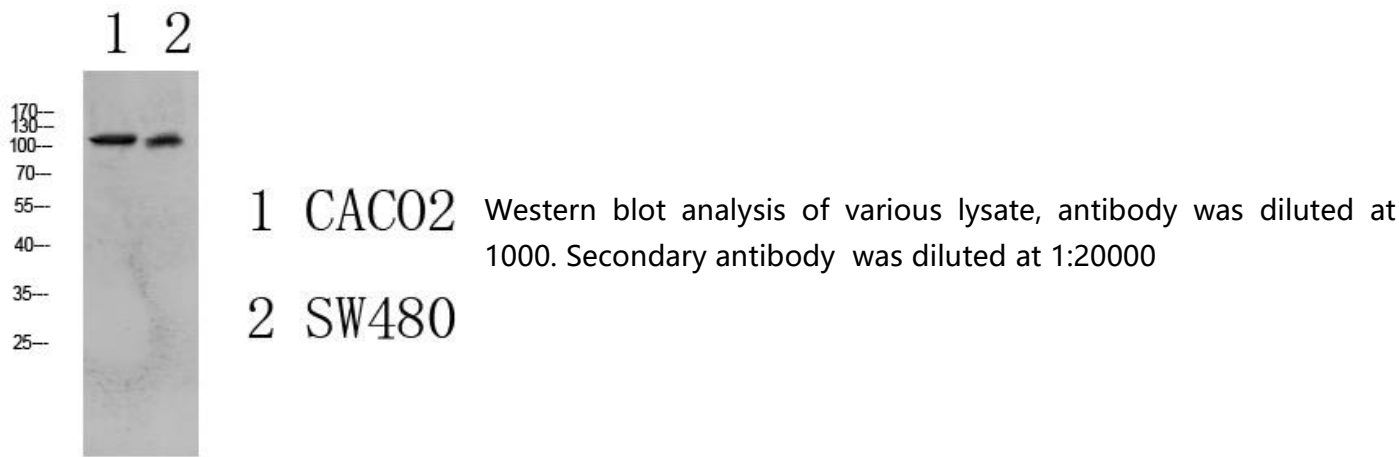 1 2
170---
130---
100---
70---
55---
40---
35---
25---
1 CACO2
2 SW480
Western blot analysis of various lysate, antibody was diluted at
1000. Secondary antibody was diluted at 1:20000